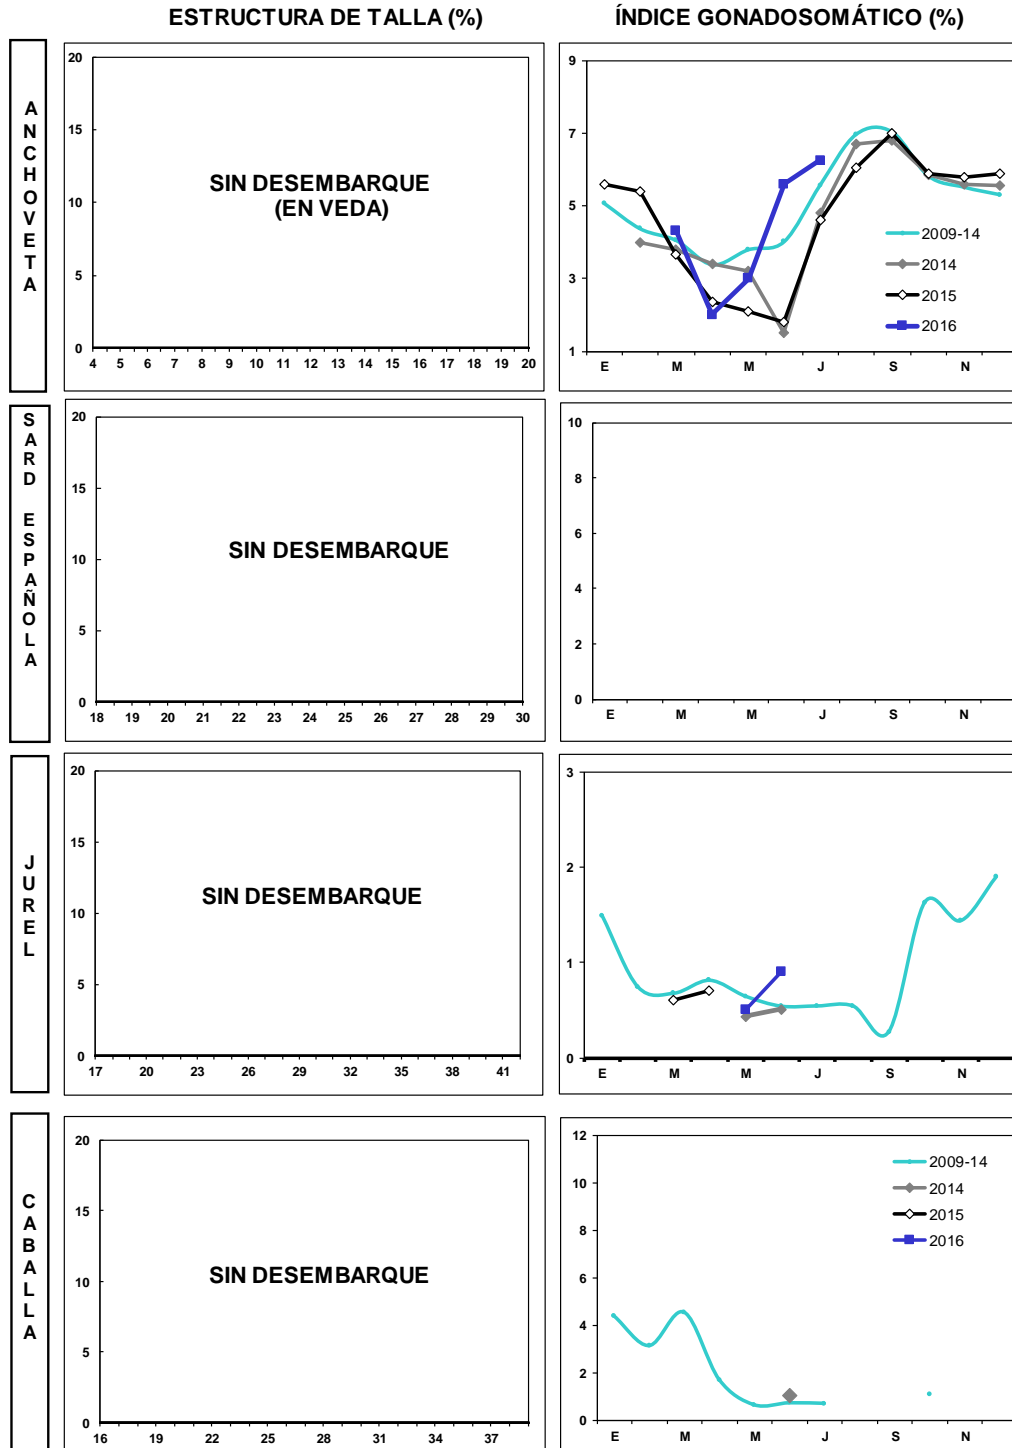 ESTRUCTURA DE TALLA (%)
ÍNDICE GONADOSOMÁTICO (%)
ANCHOVETA
20
15
10
5
0
SIN DESEMBARQUE
(EN VEDA)
4 5 6 7 8 9 10 11 12 13 14 15 16 17 18 19 20
9
7
5
3
1
2009-14
2014
2015
2016
E M M J S N
SARD ESPAÑOLA
20
15
10
5
0
SIN DESEMBARQUE
18 19 20 21 22 23 24 25 26 27 28 29 30
10
8
6
4
2
0
E M M J S N
JUREL
20
15
10
5
0
SIN DESEMBARQUE
17 20 23 26 29 32 35 38 41
3
2
1
0
E M M J S N
CABALLA
20
15
10
5
0
SIN DESEMBARQUE
16 19 22 25 28 31 34 37
12
10
8
6
4
2
0
2009-14
2014
2015
2016
E M M J S N